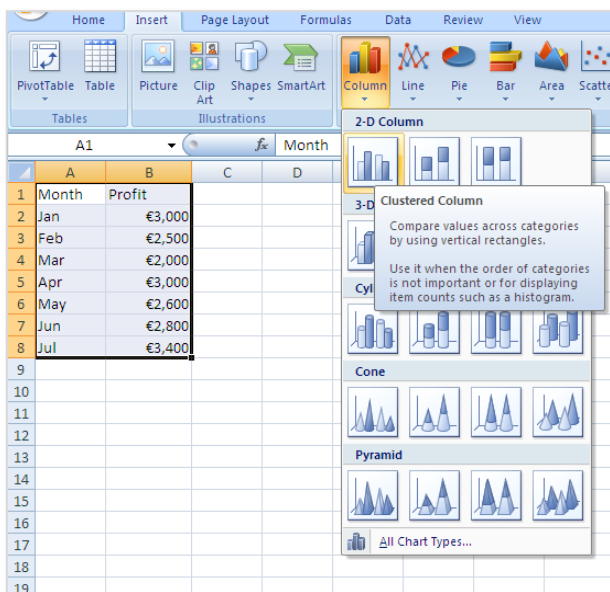 Home Insert Page Layout Formulas Data Review View
PivotTable Table Picture Clip Art Shapes SmartArt Column Line Pie Bar Area
Tables Illustrations
A1 fx Month
2-D Column
A B C D
1 Month Profit
2 Jan €3,000
3 Feb €2,500
4 Mar €2,000
5 Apr €3,000
6 May €2,600
7 Jun €2,800
8 Jul €3,400
9
10
11
12
13
14
15
16
17
18
19
3-D
Clustered Column
Compare values across categories
by using vertical rectangles.
Use it when the order of categories
is not important or for displaying
item counts such as a histogram.
Cyl
Cone
Pyramid
All Chart Types...